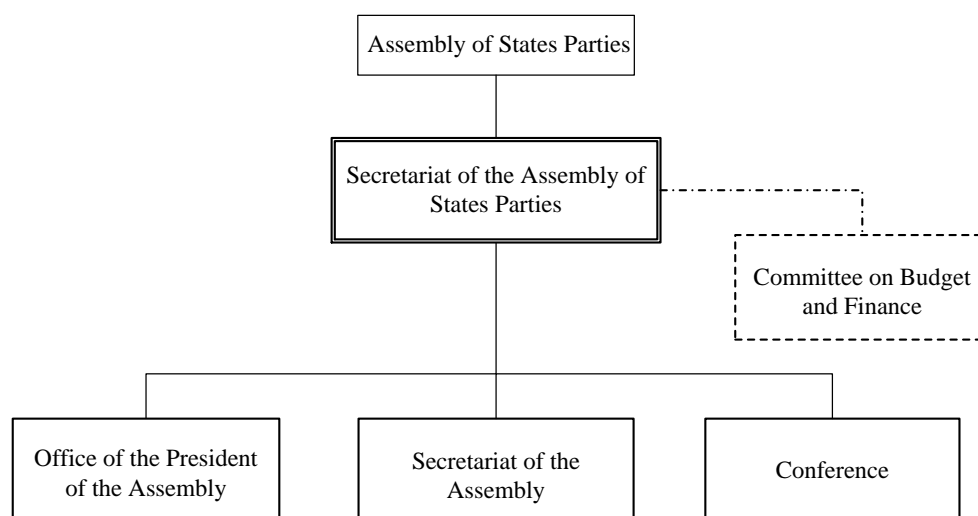 Assembly of States Parties
Secretariat of the Assembly of
States Parties
Committee on Budget
and Finance
Office of the President
of the Assembly
Secretariat of the
Assembly
Conference